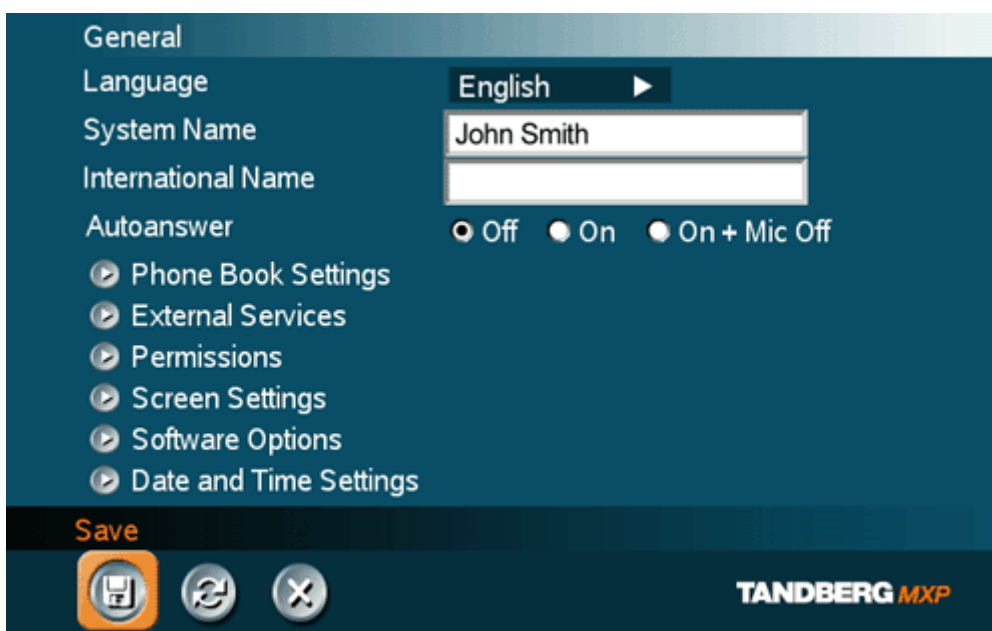 General
Language English
System Name John Smith
International Name
Autoanswer Off On On + Mic Off
Phone Book Settings
External Services
Permissions
Screen Settings
Software Options
Date and Time Settings
Save
TANDBERG MXP